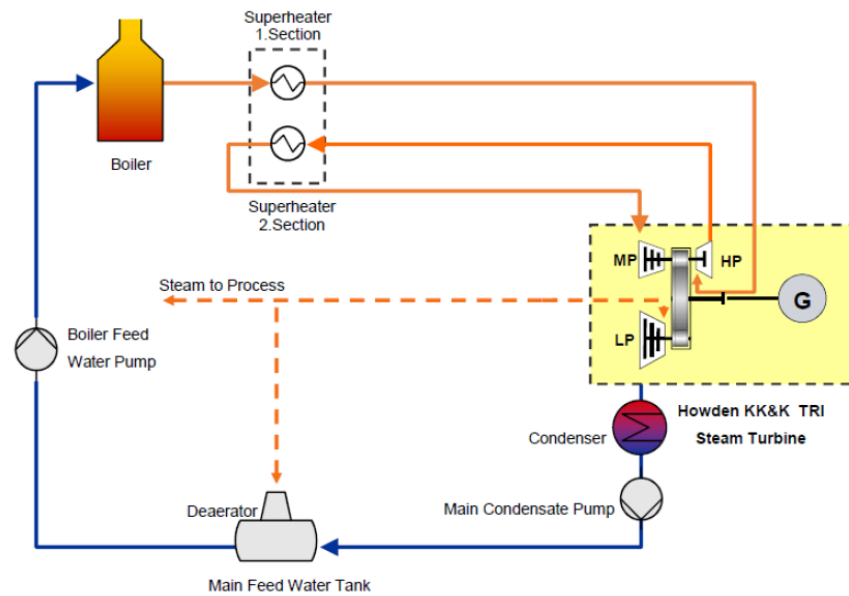 Superheater
1.Section
Boiler
Superheater
2.Section
MP
HP
Steam to Process
G
Boiler Feed
Water Pump
LP
Howden KK&K TRI
Steam Turbine
Condenser
Deaerator
Main Condensate Pump
Main Feed Water Tank